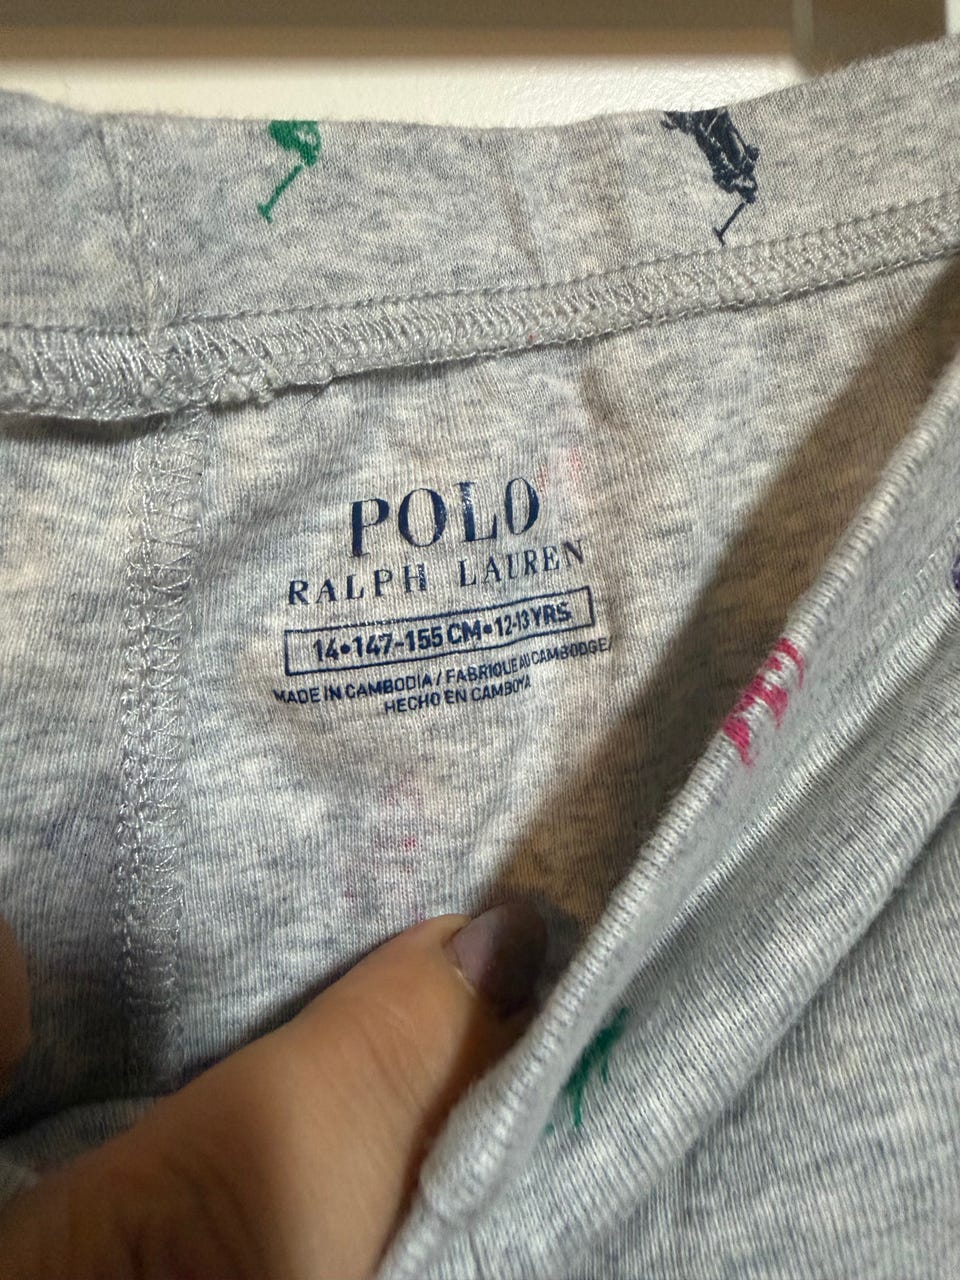 POLO
RALPH LAUREN
14•147-155 CM•12-13 YRS
MADE IN CAMBODIA / FABRIQUE AU CAMBODGE/
HECHO EN CAMBOYA